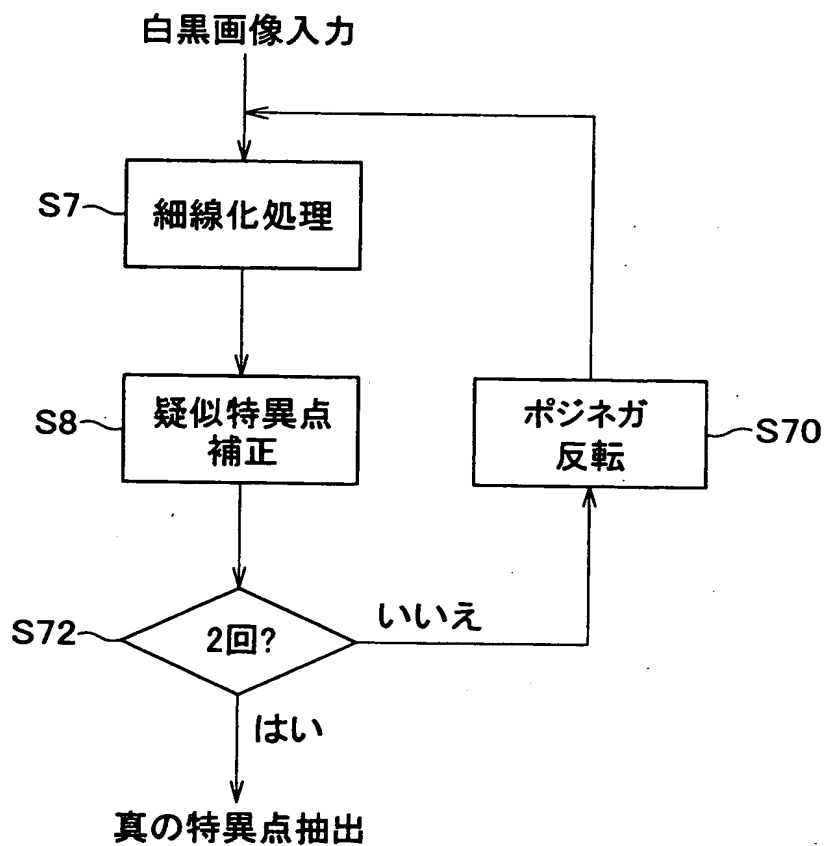 白黒画像入力
S7
細線化処理
S8
疑似特異点
補正
ポジネガ
反転
S70
S72
2回?
いいえ
はい
真の特異点抽出